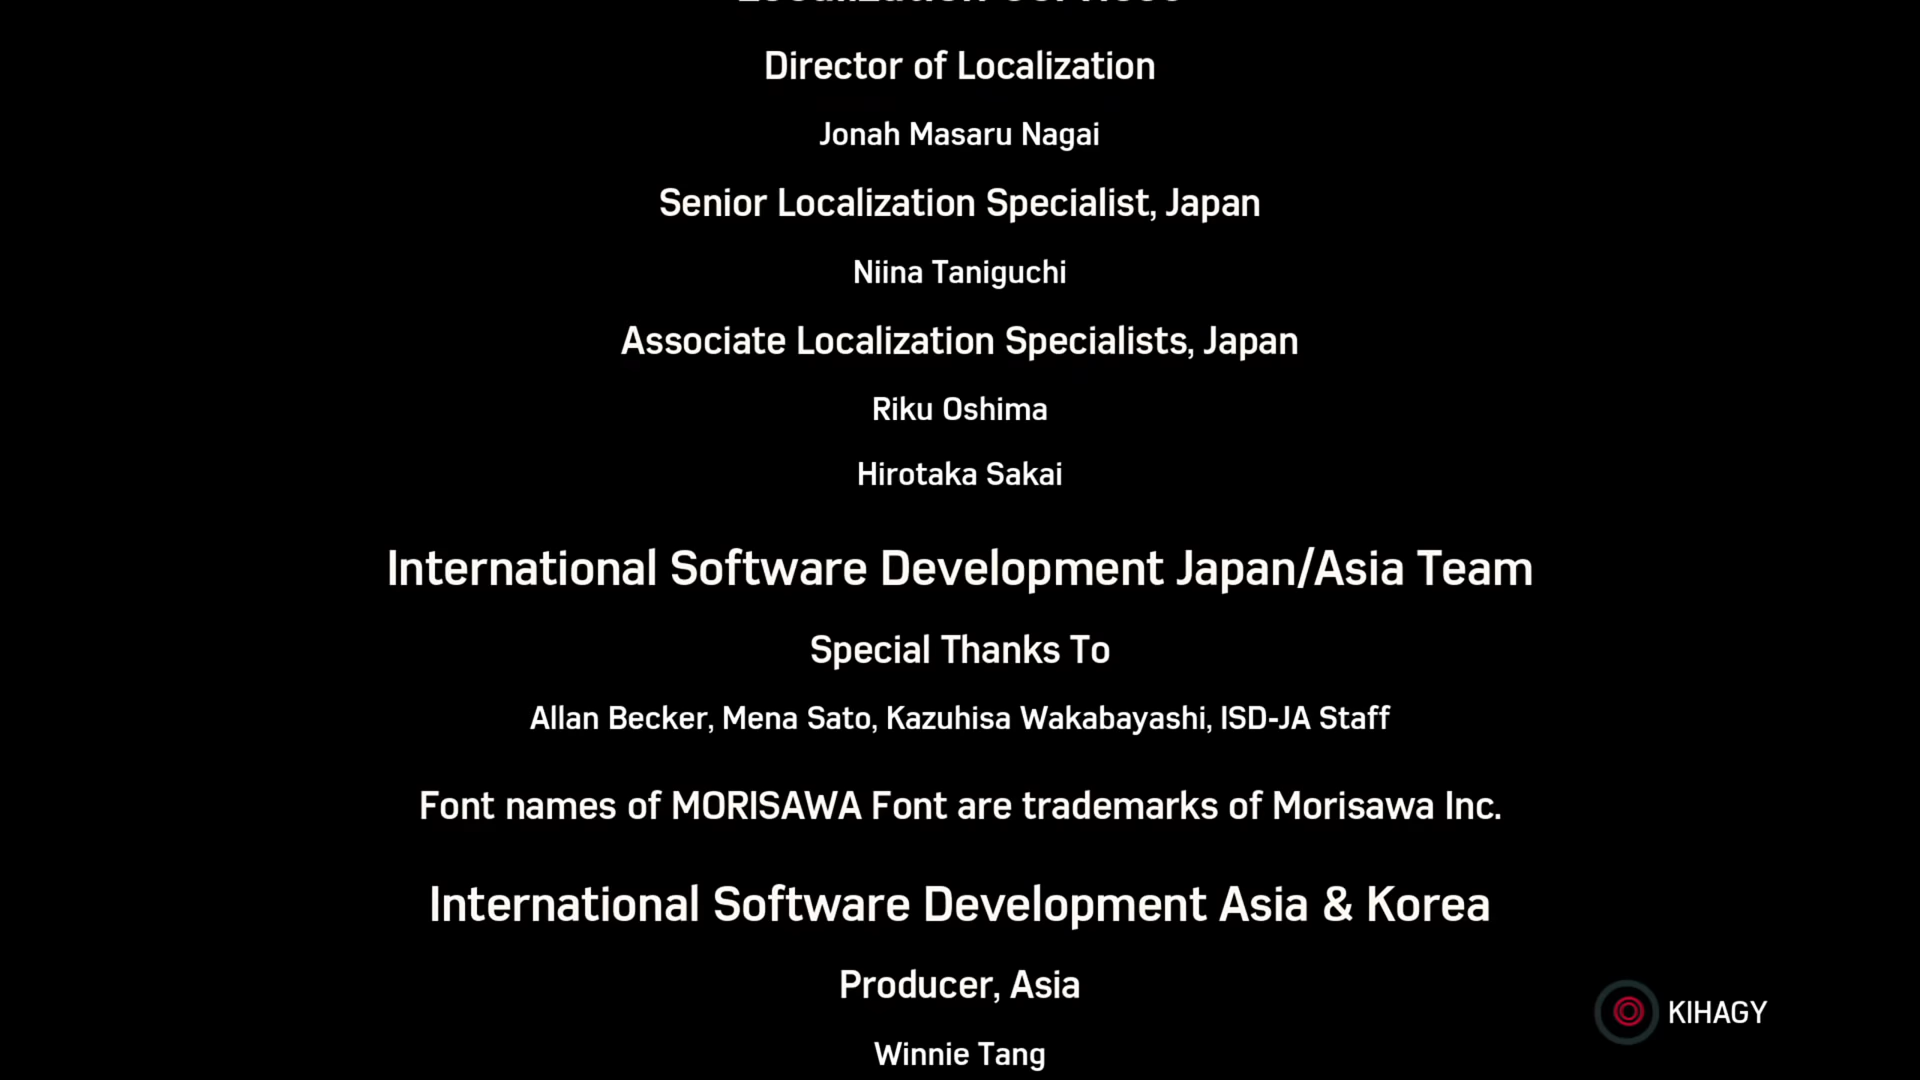 Director of Localization
Jonah Masaru Nagai
Senior Localization Specialist, Japan
Niina Taniguchi
Associate Localization Specialists, Japan
Riku Oshima
Hirotaka Sakai
International Software Development Japan/Asia Team
Special Thanks To
Allan Becker, Mena Sato, Kazuhisa Wakabayashi, ISD-JA Staff
Font names of MORISAWA Font are trademarks of Morisawa Inc.
International Software Development Asia & Korea
Producer, Asia
KIHAGY
Winnie Tang